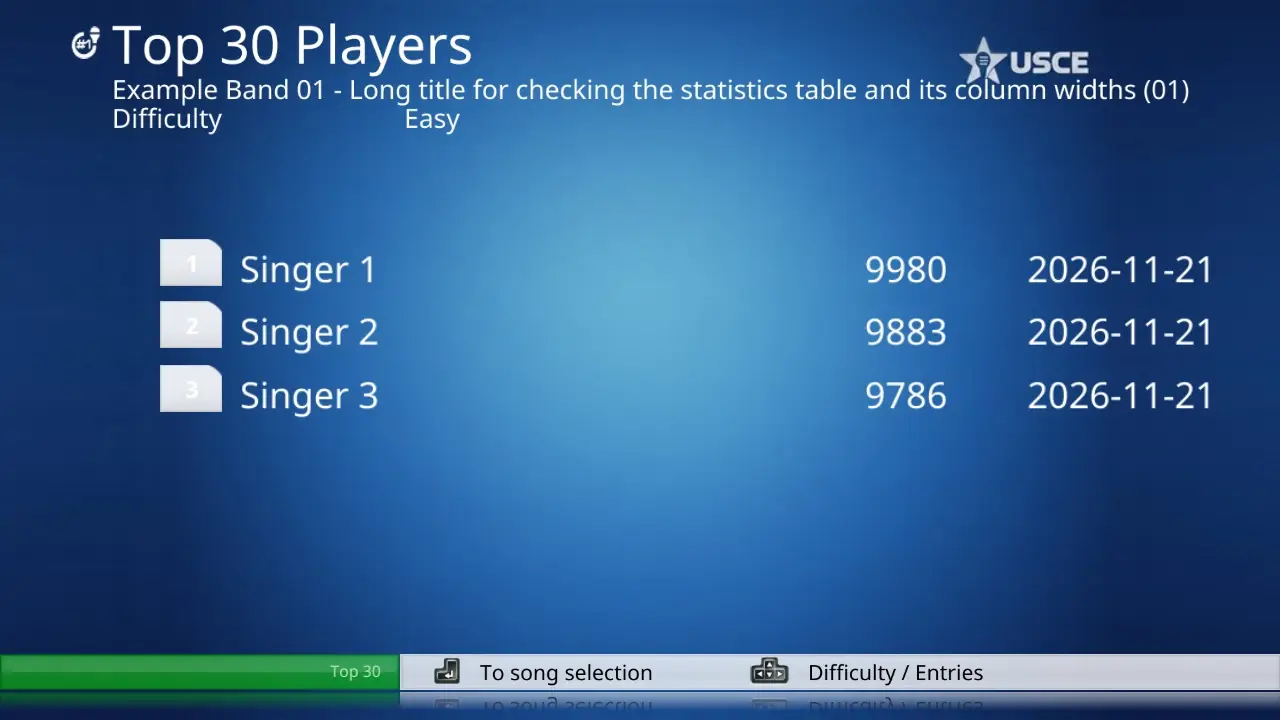 #1 Top 30 Players
USCE
Example Band 01 - Long title for checking the statistics table and its column widths (01)
Difficulty Easy
1 Singer 1 9980 2026-11-21
2 Singer 2 9883 2026-11-21
3 Singer 3 9786 2026-11-21
Top 30 To song selection Difficulty / Entries